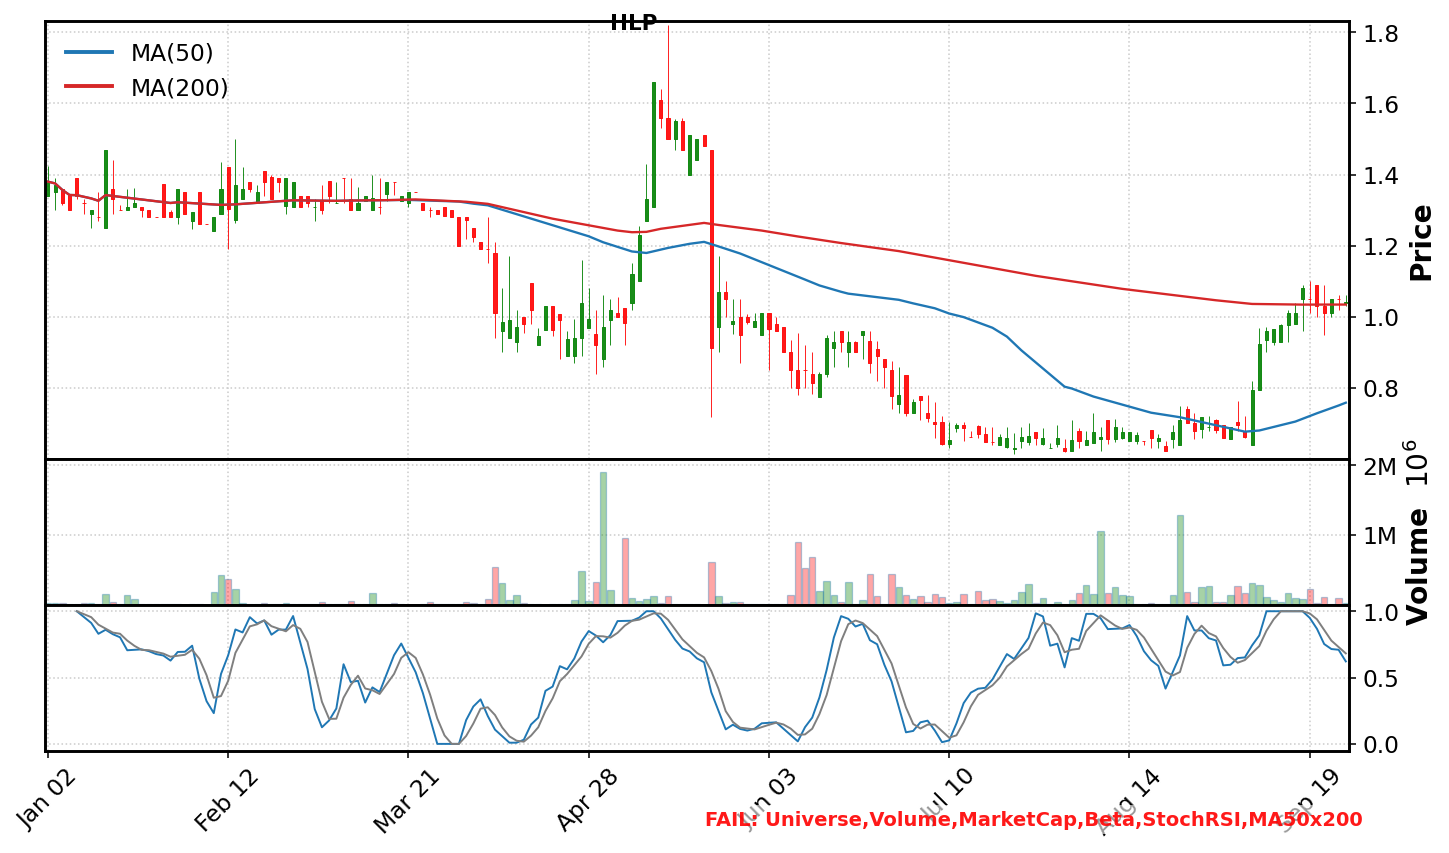 HLP
MA(50)
MA(200)
1.8
1.6
1.4
1.2
1.0
0.8
Price
2M
1M
Volume 10^6
1.0
0.5
0.0
Jan 02
Feb 12
Mar 21
Apr 28
Jun 03
Jul 10
Aug 14
Sep 19
FAIL: Universe,Volume,MarketCap,Beta,StochRSI,MA50x200